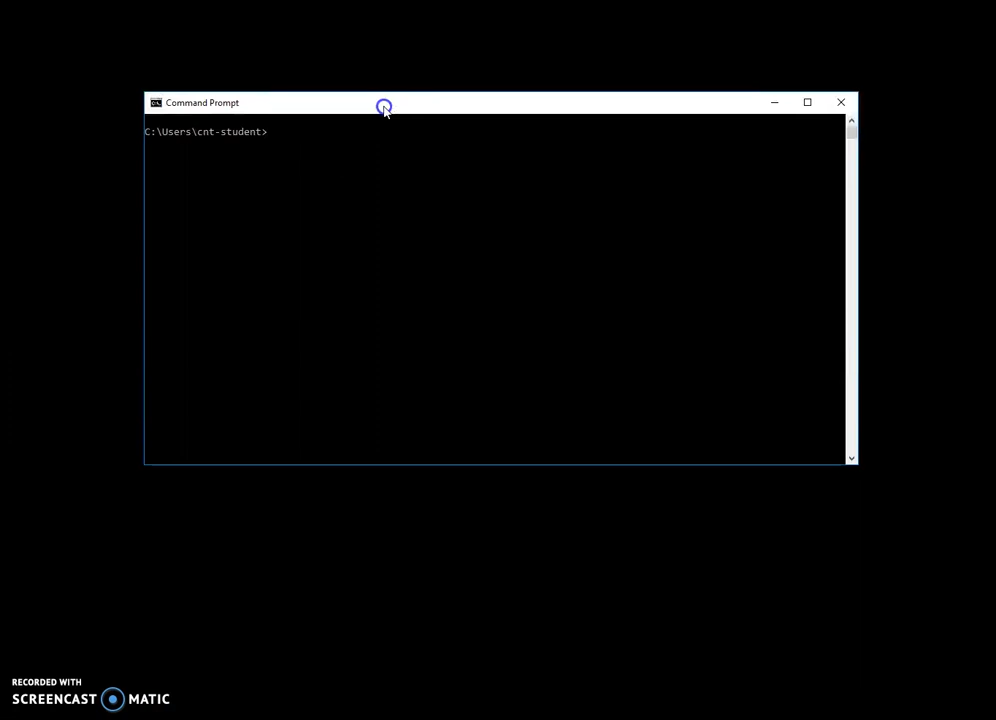 Command Prompt
C:\Users\cnt-student>
RECORDED WITH
SCREENCAST MATIC